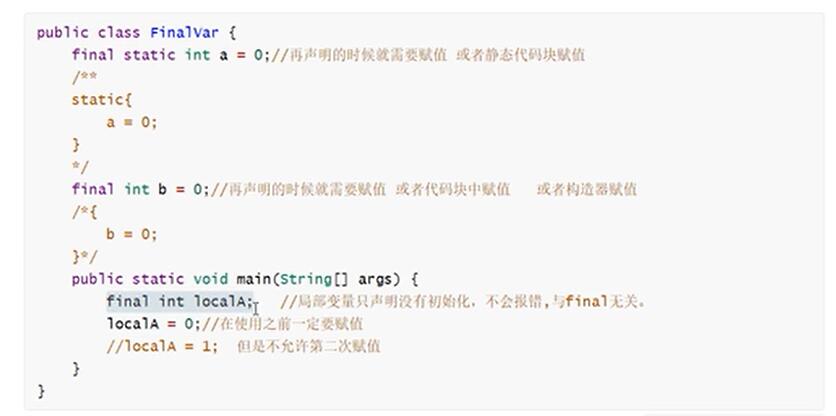 public class FinalVar {
    final static int a = 0;//再声明的时候就需要赋值 或者静态代码块赋值
    /**
    static{
        a = 0;
    }
    */
    final int b = 0;//再声明的时候就需要赋值 或者代码块中赋值   或者构造器赋值
    /*{
        b = 0;
    }*/
    public static void main(String[] args) {
        final int localA;   //局部变量只声明没有初始化，不会报错,与final无关。
        localA = 0;//在使用之前一定要赋值
        //localA = 1;  但是不允许第二次赋值
    }
}